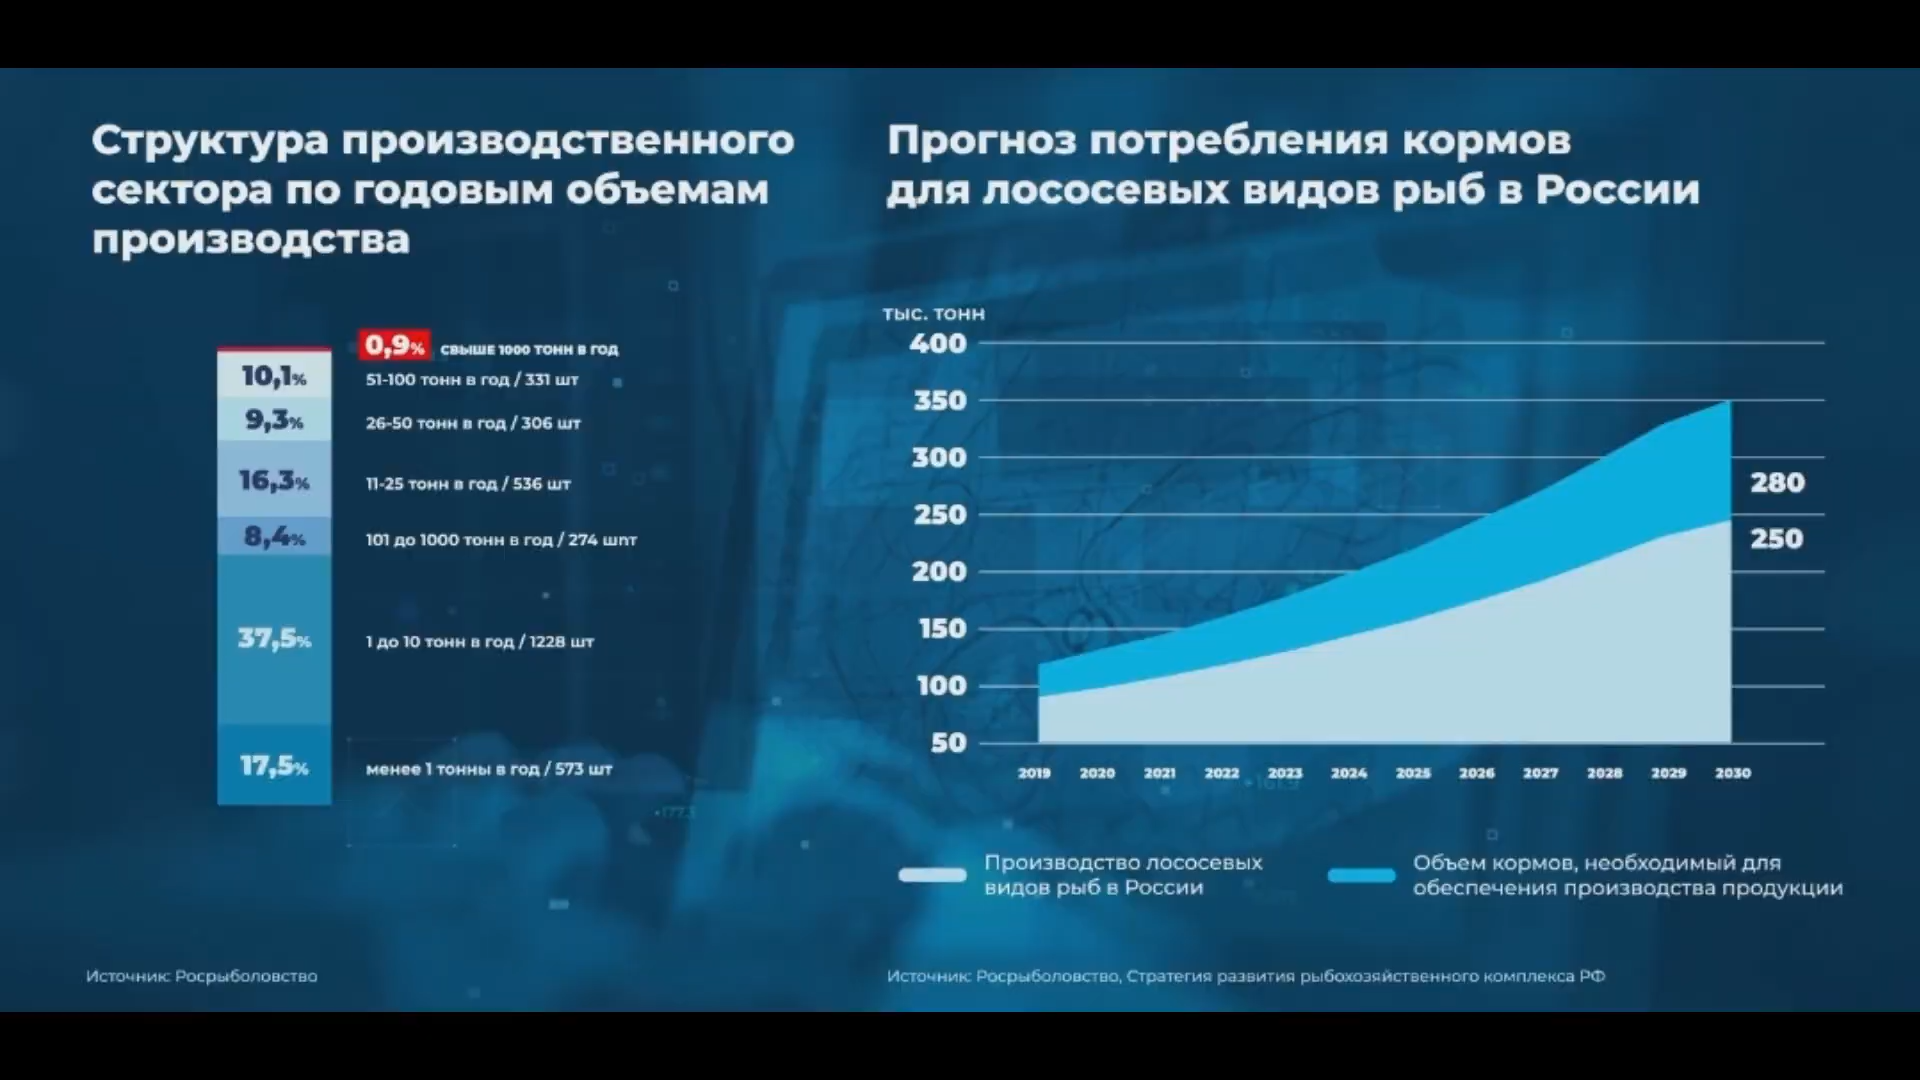 Структура производственного
сектора по годовым объемам
производства
0,9% СВЫШЕ 1000 ТОНН В ГОД
10,1%
51-100 тонн в год / 331 шт
9,3%
26-50 тонн в год / 306 шт
16,3%
11-25 тонн в год / 536 шт
8,4%
101 до 1000 тонн в год / 274 шпт
37,5%
1 до 10 тонн в год / 1228 шт
17,5%
менее 1 тонны в год / 573 шт
Источник: Росрыболовство
Прогноз потребления кормов
для лососевых видов рыб в России
ТЫС. ТОНН
400
350
300
250
200
150
100
50
280
250
2019 2020 2021 2022 2023 2024 2025 2026 2027 2028 2029 2030
Производство лососевых
видов рыб в России
Объем кормов, необходимый для
обеспечения производства продукции
Источник: Росрыболовство, Стратегия развития рыбохозяйственного комплекса РФ